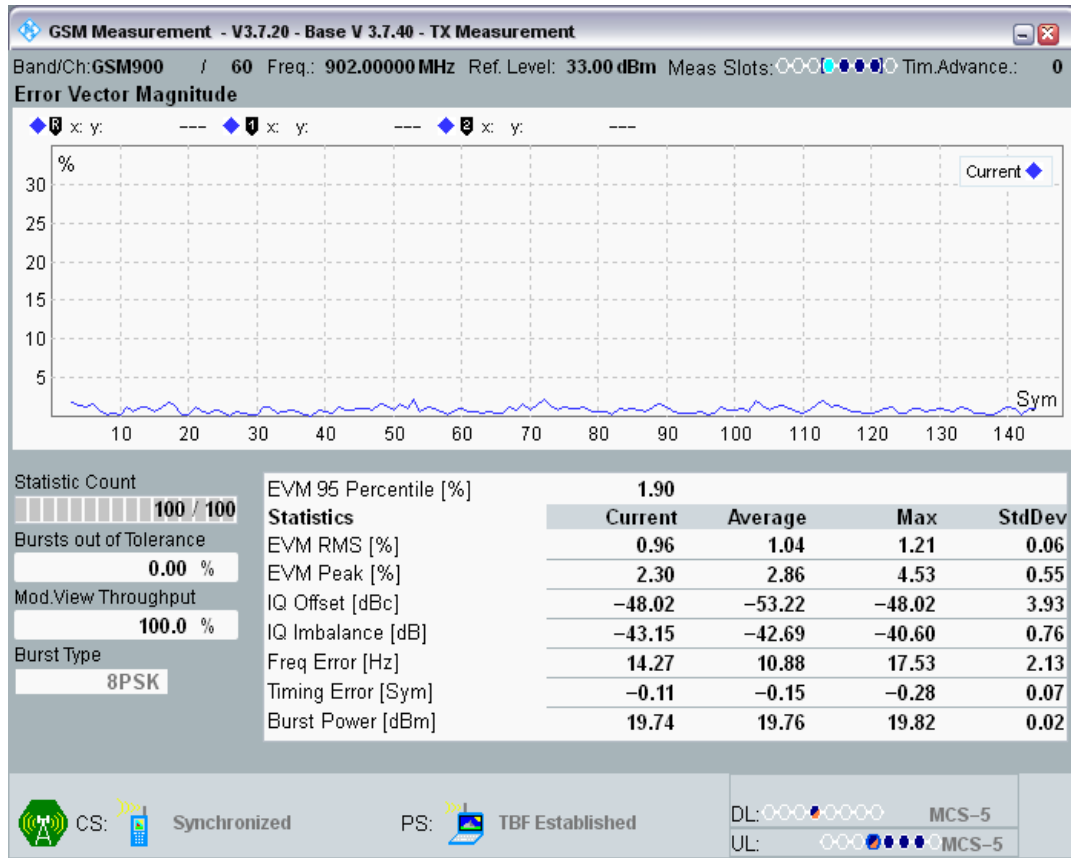 GSM Measurement - V3.7.20 - Base V 3.7.40 - TX Measurement
Band/Ch:GSM900 / 60 Freq.: 902.00000 MHz Ref. Level: 33.00 dBm Meas Slots: Tim.Advance.: 0
Error Vector Magnitude
R x: y: --- 1 x: y: --- 2 x: y: ---
%
Current
30
25
20
15
10
5
Sym
10 20 30 40 50 60 70 80 90 100 110 120 130 140
Statistic Count
100 / 100
Bursts out of Tolerance
0.00 %
Mod.View Throughput
100.0 %
Burst Type
8PSK
EVM 95 Percentile [%] 1.90
Statistics Current Average Max StdDev
EVM RMS [%] 0.96 1.04 1.21 0.06
EVM Peak [%] 2.30 2.86 4.53 0.55
IQ Offset [dBc] −48.02 −53.22 −48.02 3.93
IQ Imbalance [dB] −43.15 −42.69 −40.60 0.76
Freq Error [Hz] 14.27 10.88 17.53 2.13
Timing Error [Sym] −0.11 −0.15 −0.28 0.07
Burst Power [dBm] 19.74 19.76 19.82 0.02
CS: Synchronized PS: TBF Established
DL: MCS−5
UL: MCS−5